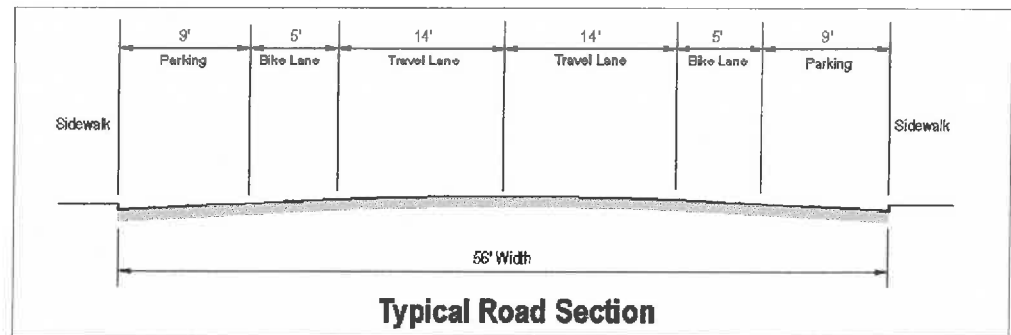 9' 5' 14' 14' 5' 9'
Parking Bike Lane Travel Lane Travel Lane Bike Lane Parking
Sidewalk Sidewalk
56' Width
Typical Road Section